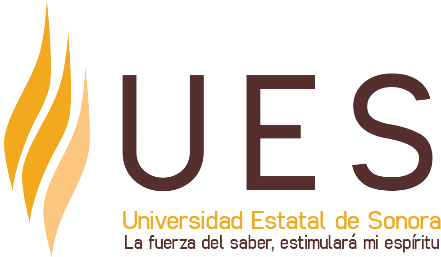 UES
Universidad Estatal de Sonora
La fuerza del saber, estimulará mi espíritu